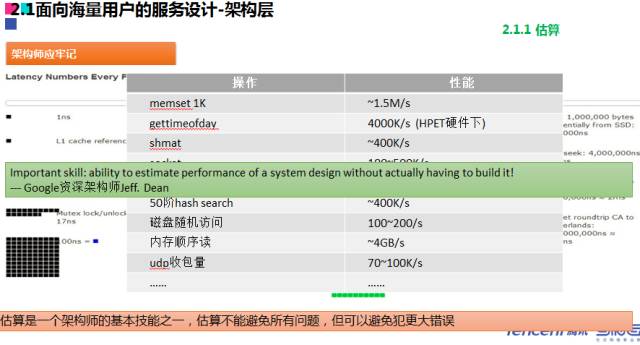 2.1面向海量用户的服务设计-架构层
2.1.1 估算
架构师应牢记
Latency Numbers Every
操作 性能
memset 1K ~1.5M/s
gettimeofday 4000K/s (HPET硬件下)
shmat ~400K/s
1ns
L1 cache referenc
1,000,000 bytes
entially from SSD:
seek: 4,000,000
Important skill: ability to estimate performance of a system design without actually having to build it!
--- Google资深架构师Jeff. Dean
50阶hash search ~400K/s
磁盘随机访问 100~200/s
内存顺序读 ~4GB/s
udp收包量 70~100K/s
...... ......
Mutex lock/unlock
17ns
100ns =
et roundtrip CA to
erlands:
估算是一个架构师的基本技能之一，估算不能避免所有问题，但可以避免犯更大错误
Tencent 腾讯